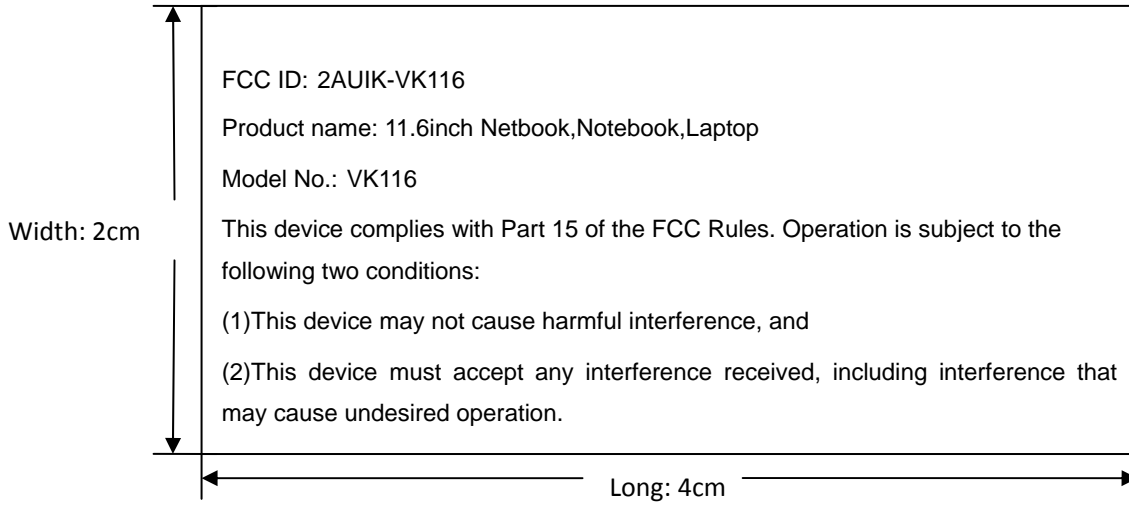 FCC ID: 2AUIK-VK116
Product name: 11.6inch Netbook,Notebook,Laptop
Model No.: VK116
Width: 2cm
This device complies with Part 15 of the FCC Rules. Operation is subject to the
following two conditions:
(1)This device may not cause harmful interference, and
(2)This device must accept any interference received, including interference that
may cause undesired operation.
Long: 4cm